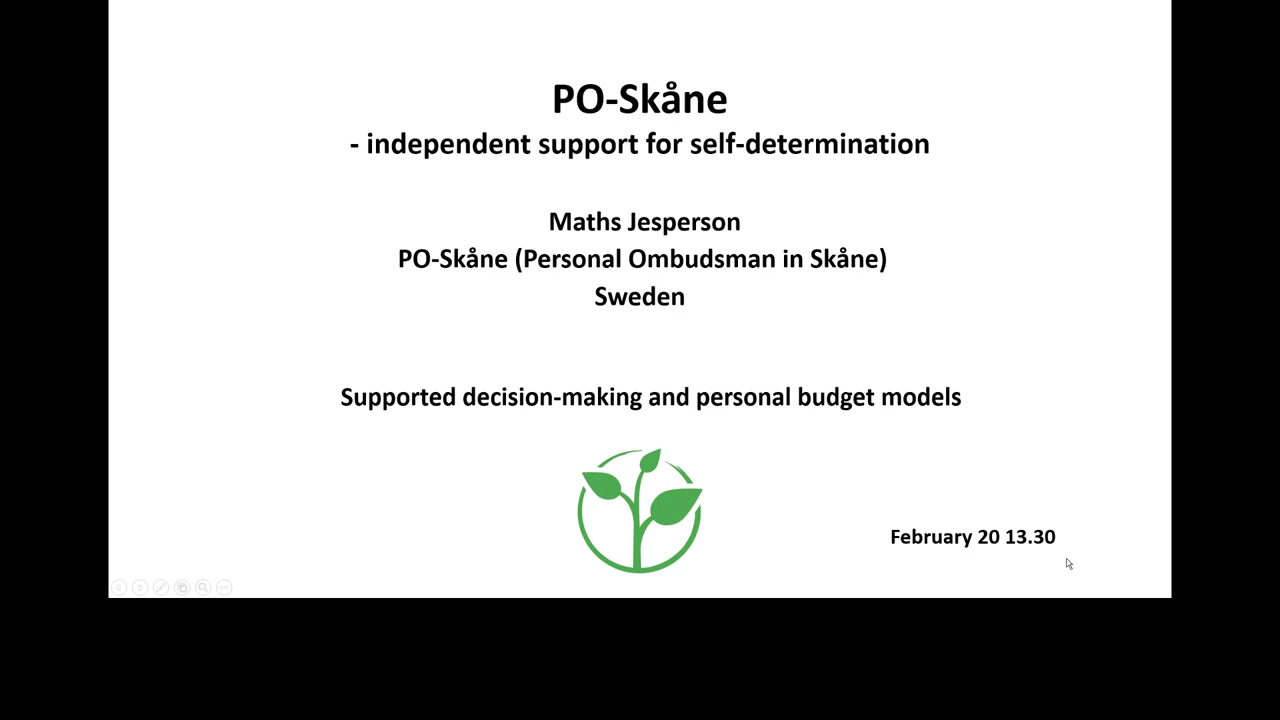 PO-Skåne
- independent support for self-determination
Maths Jesperson
PO-Skåne (Personal Ombudsman in Skåne)
Sweden
Supported decision-making and personal budget models
February 20 13.30